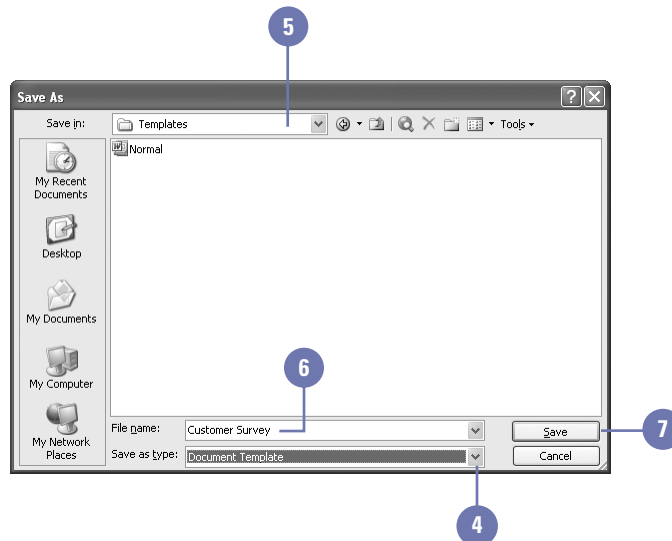 5
Save As
Save in:
Templates
Tools
Normal
My Recent
Documents
Desktop
My Documents
My Computer
My Network
Places
6
File name:
Customer Survey
Save
7
Save as type:
Document Template
Cancel
4